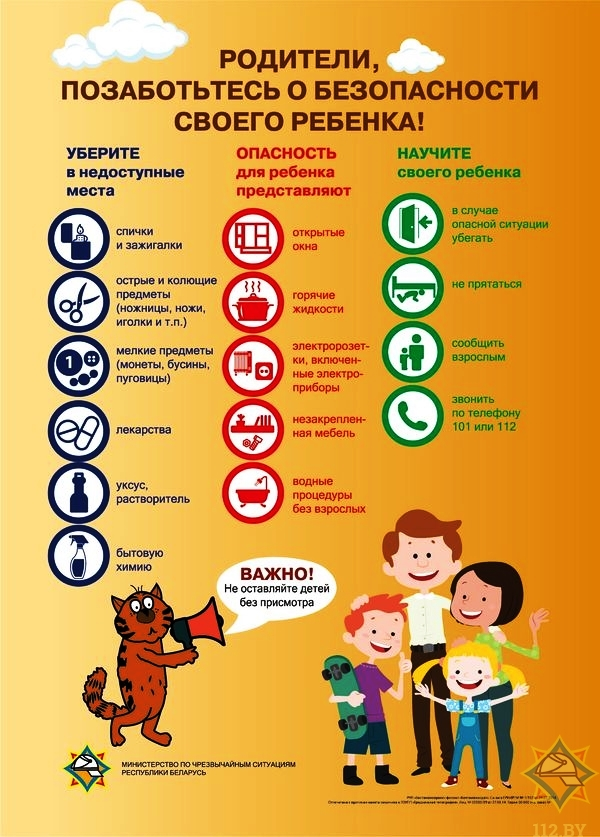 РОДИТЕЛИ,
ПОЗАБОТЬТЕСЬ О БЕЗОПАСНОСТИ
СВОЕГО РЕБЕНКА!
УБЕРИТЕ
в недоступные
места
спички
и зажигалки
острые и колющие
предметы
(ножницы, ножи,
иголки и т.п.)
1
мелкие предметы
(монеты, бусины,
пуговицы)
лекарства
уксус,
растворитель
бытовую
химию
ОПАСНОСТЬ
для ребенка
представляют
открытые
окна
горячие
жидкости
электророзет-
ки, включен-
ные электро-
приборы
незакреплен-
ная мебель
водные
процедуры
без взрослых
НАУЧИТЕ
своего ребенка
в случае
опасной ситуации
убегать
не прятаться
сообщить
взрослым
звонить
по телефону
101 или 112
ВАЖНО!
Не оставляйте детей
без присмотра
МИНИСТЕРСТВО ПО ЧРЕЗВЫЧАЙНЫМ СИТУАЦИЯМ
РЕСПУБЛИКИ БЕЛАРУСЬ
112.BY